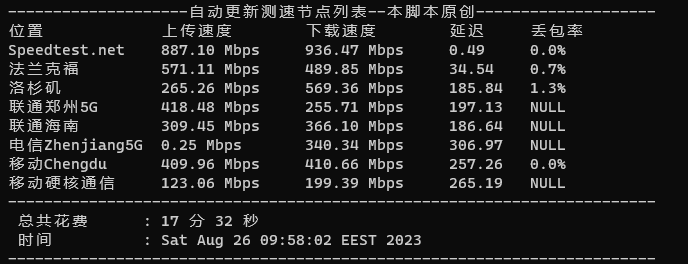 --------------------自动更新测速节点列表--本脚本原创--------------------
位置 上传速度 下载速度 延迟 丢包率
Speedtest.net 887.10 Mbps 936.47 Mbps 0.49 0.0%
法兰克福 571.11 Mbps 489.85 Mbps 34.54 0.7%
洛杉矶 265.26 Mbps 569.36 Mbps 185.84 1.3%
联通郑州5G 418.48 Mbps 255.71 Mbps 197.13 NULL
联通海南 309.45 Mbps 366.10 Mbps 186.64 NULL
电信Zhenjiang5G 0.25 Mbps 340.34 Mbps 306.97 NULL
移动Chengdu 409.96 Mbps 410.66 Mbps 257.26 0.0%
移动硬核通信 123.06 Mbps 199.39 Mbps 265.19 NULL
------------------------------------------------------------------------
总共花费 : 17 分 32 秒
时间 : Sat Aug 26 09:58:02 EEST 2023
------------------------------------------------------------------------